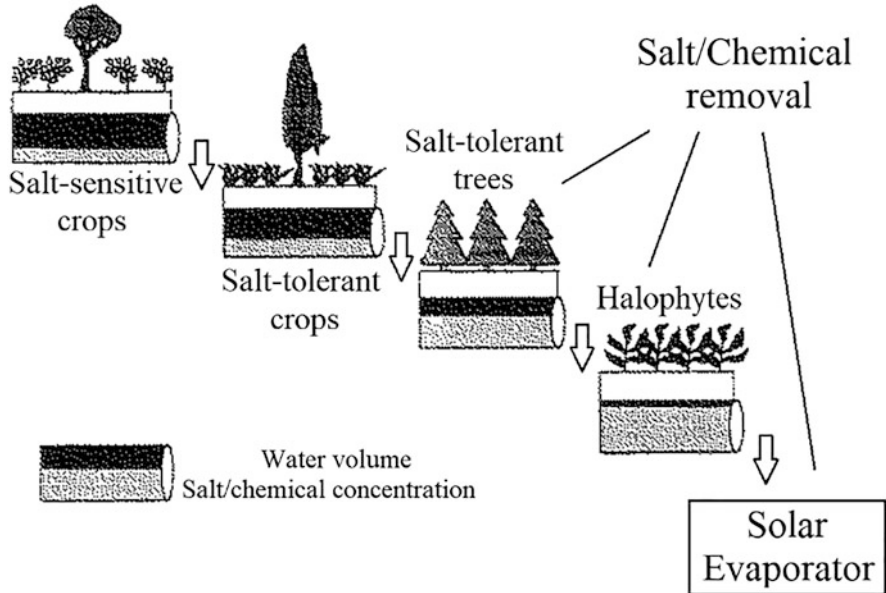 Salt/Chemical
removal
Salt-sensitive
crops
Salt-tolerant
trees
Salt-tolerant
crops
Halophytes
Water volume
Salt/chemical concentration
Solar
Evaporator